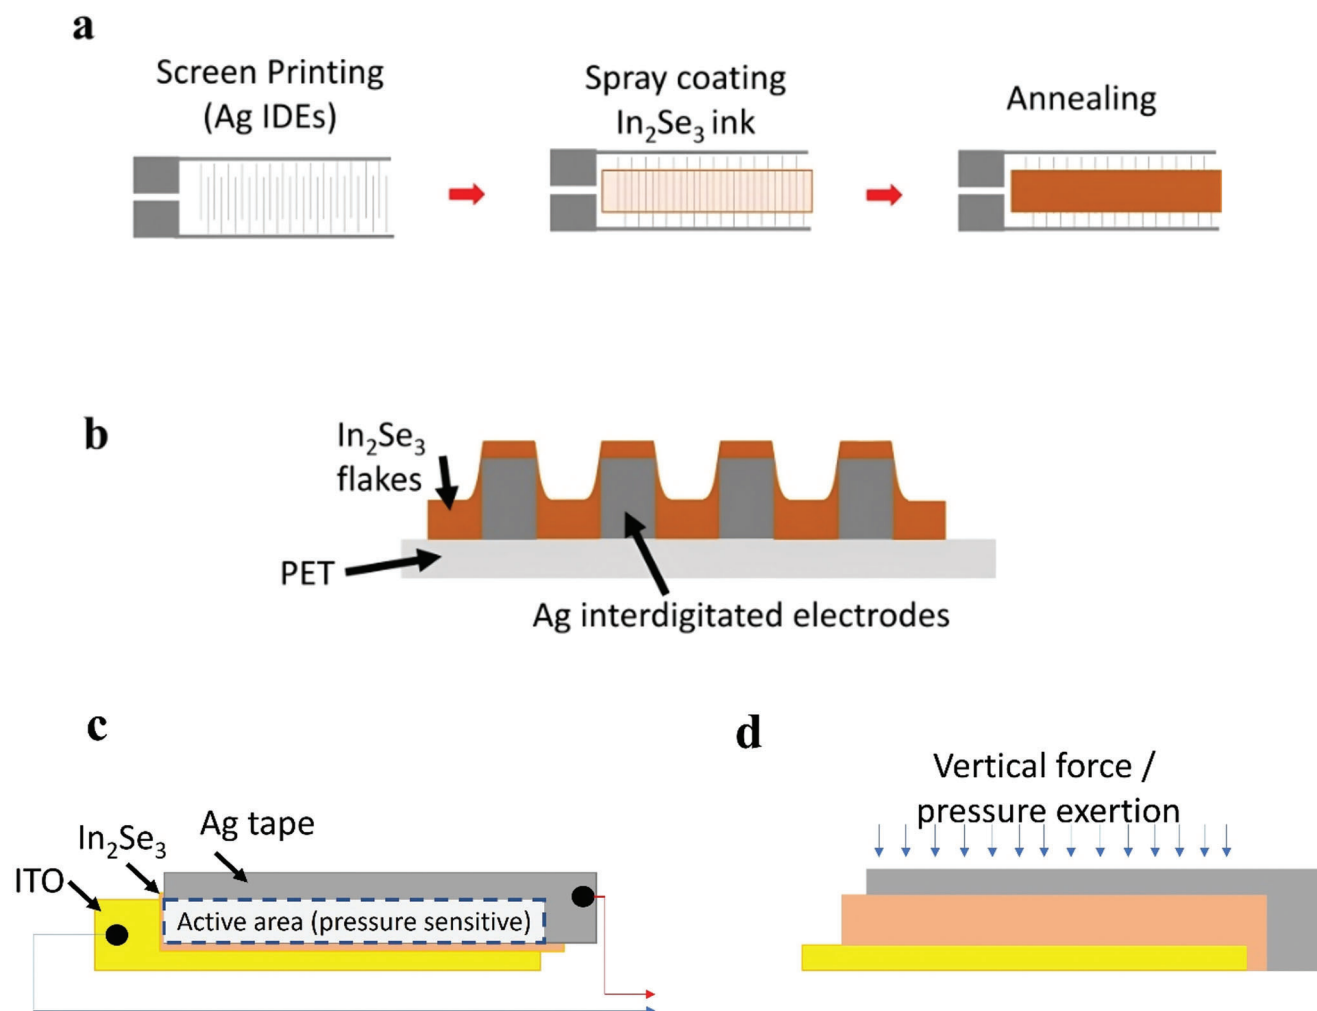 a
Screen Printing
(Ag IDEs)
Spray coating
In₂Se₃ ink
Annealing
b
In₂Se₃
flakes
PET
Ag interdigitated electrodes
c
Ag tape
In₂Se₃
ITO
Active area (pressure sensitive)
d
Vertical force /
pressure exertion